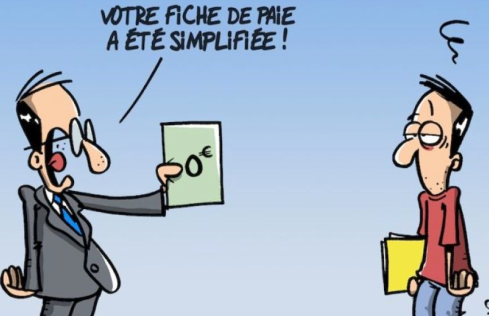 VOTRE FICHE DE PAIE
A ÉTÉ SIMPLIFIÉE !
0€